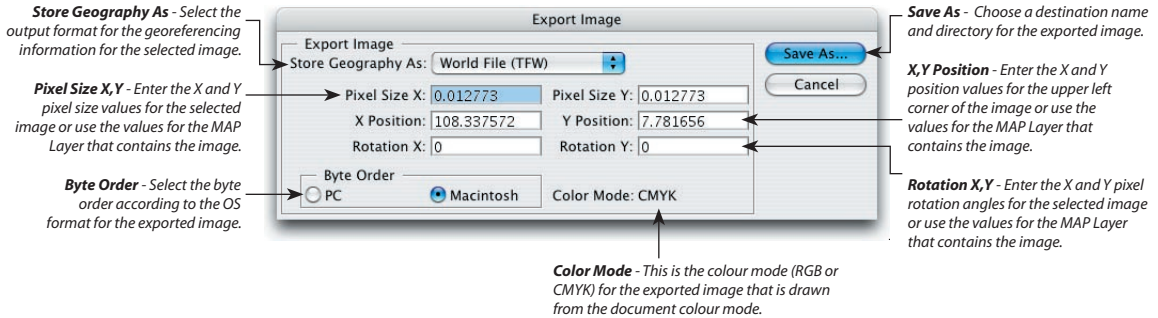 Store Geography As - Select the
output format for the georeferencing
information for the selected image.
Pixel Size X,Y - Enter the X and Y
pixel size values for the selected
image or use the values for the MAP
Layer that contains the image.
Byte Order - Select the byte
order according to the OS
format for the exported image.
Export Image
Export Image
Store Geography As: World File (TFW)
Pixel Size X: 0.012773 Pixel Size Y: 0.012773
X Position: 108.337572 Y Position: 7.781656
Rotation X: 0 Rotation Y: 0
Byte Order
PC Macintosh Color Mode: CMYK
Save As...
Cancel
Save As - Choose a destination name
and directory for the exported image.
X,Y Position - Enter the X and Y
position values for the upper left
corner of the image or use the
values for the MAP Layer that
contains the image.
Rotation X,Y - Enter the X and Y pixel
rotation angles for the selected image
or use the values for the MAP Layer
that contains the image.
Color Mode - This is the colour mode (RGB or
CMYK) for the exported image that is drawn
from the document colour mode.